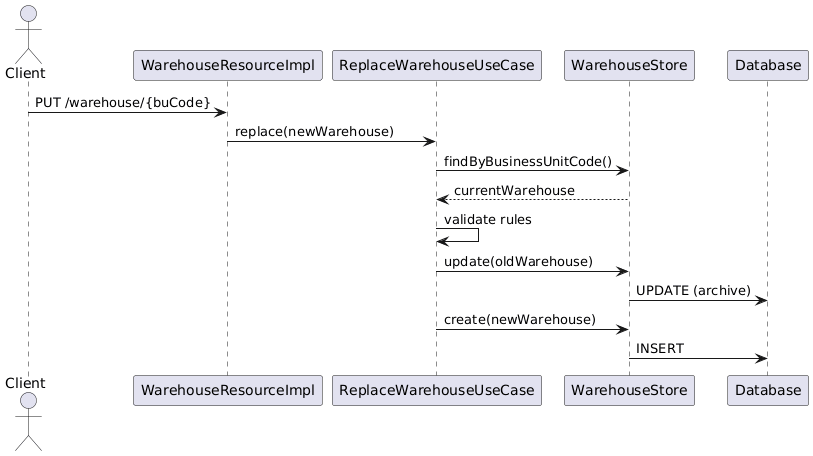 Client
WarehouseResourceImpl
ReplaceWarehouseUseCase
WarehouseStore
Database
PUT /warehouse/{buCode}
replace(newWarehouse)
findByBusinessUnitCode()
currentWarehouse
validate rules
update(oldWarehouse)
UPDATE (archive)
create(newWarehouse)
INSERT
Client
WarehouseResourceImpl
ReplaceWarehouseUseCase
WarehouseStore
Database